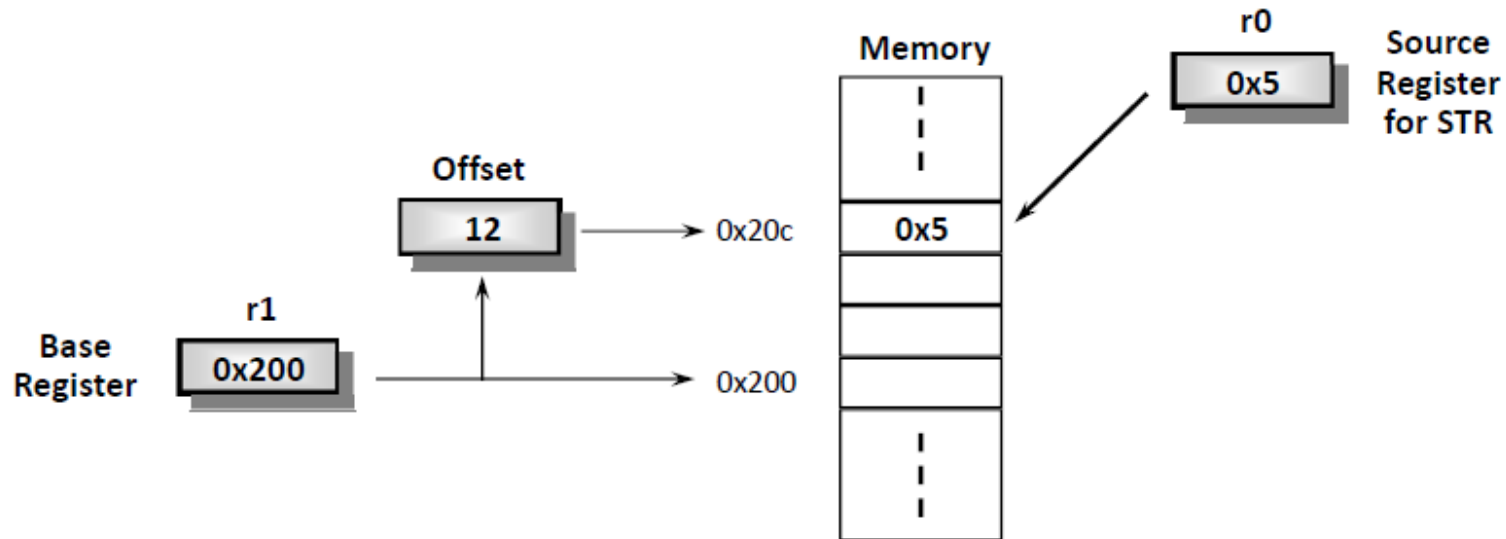 r0
Memory
Source
Register
for STR
0x5
Offset
12
0x20c
0x5
r1
Base
Register
0x200
0x200